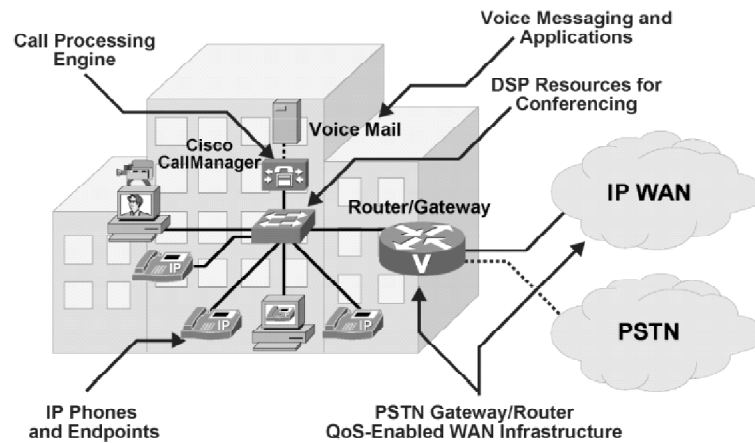 Voice Messaging and
Applications
Call Processing
Engine
DSP Resources for
Conferencing
Voice Mail
Cisco
CallManager
Router/Gateway
IP WAN
IP
V
IP
IP
PSTN
IP Phones
and Endpoints
PSTN Gateway/Router
QoS-Enabled WAN Infrastructure